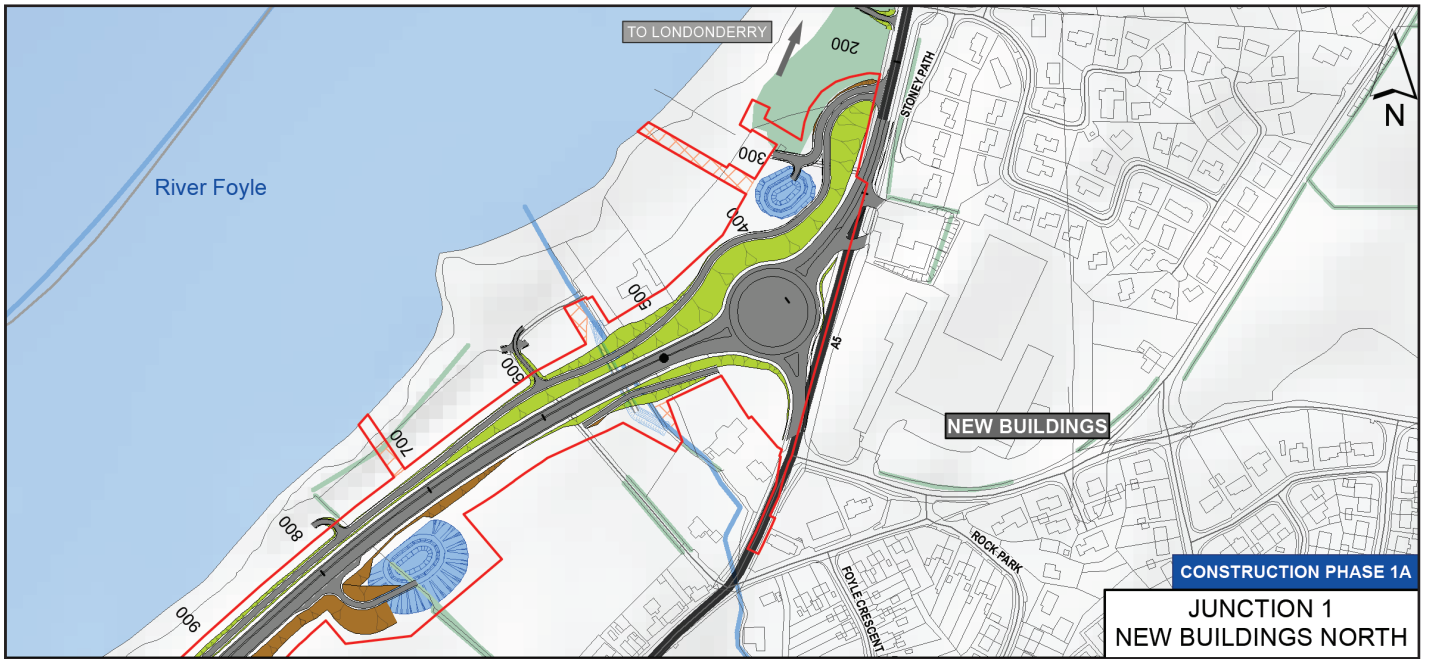 TO LONDONDERRY
200
STONEY PATH
N
300
River Foyle
400
500
A5
600
NEW BUILDINGS
700
800
ROCK PARK
FOYLE CRESCENT
CONSTRUCTION PHASE 1A
900
JUNCTION 1
NEW BUILDINGS NORTH